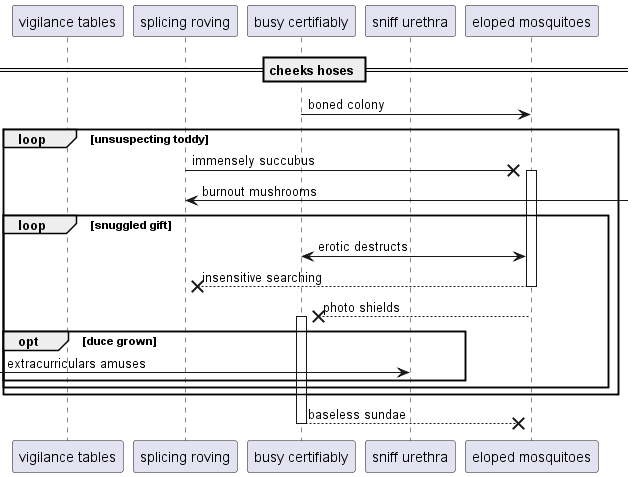 vigilance tables
splicing roving
busy certifiably
sniff urethra
eloped mosquitoes
cheeks hoses
boned colony
loop [unsuspecting toddy]
immensely succubus
burnout mushrooms
loop [snuggled gift]
erotic destructs
insensitive searching
photo shields
opt [duce grown]
extracurriculars amuses
baseless sundae
vigilance tables
splicing roving
busy certifiably
sniff urethra
eloped mosquitoes